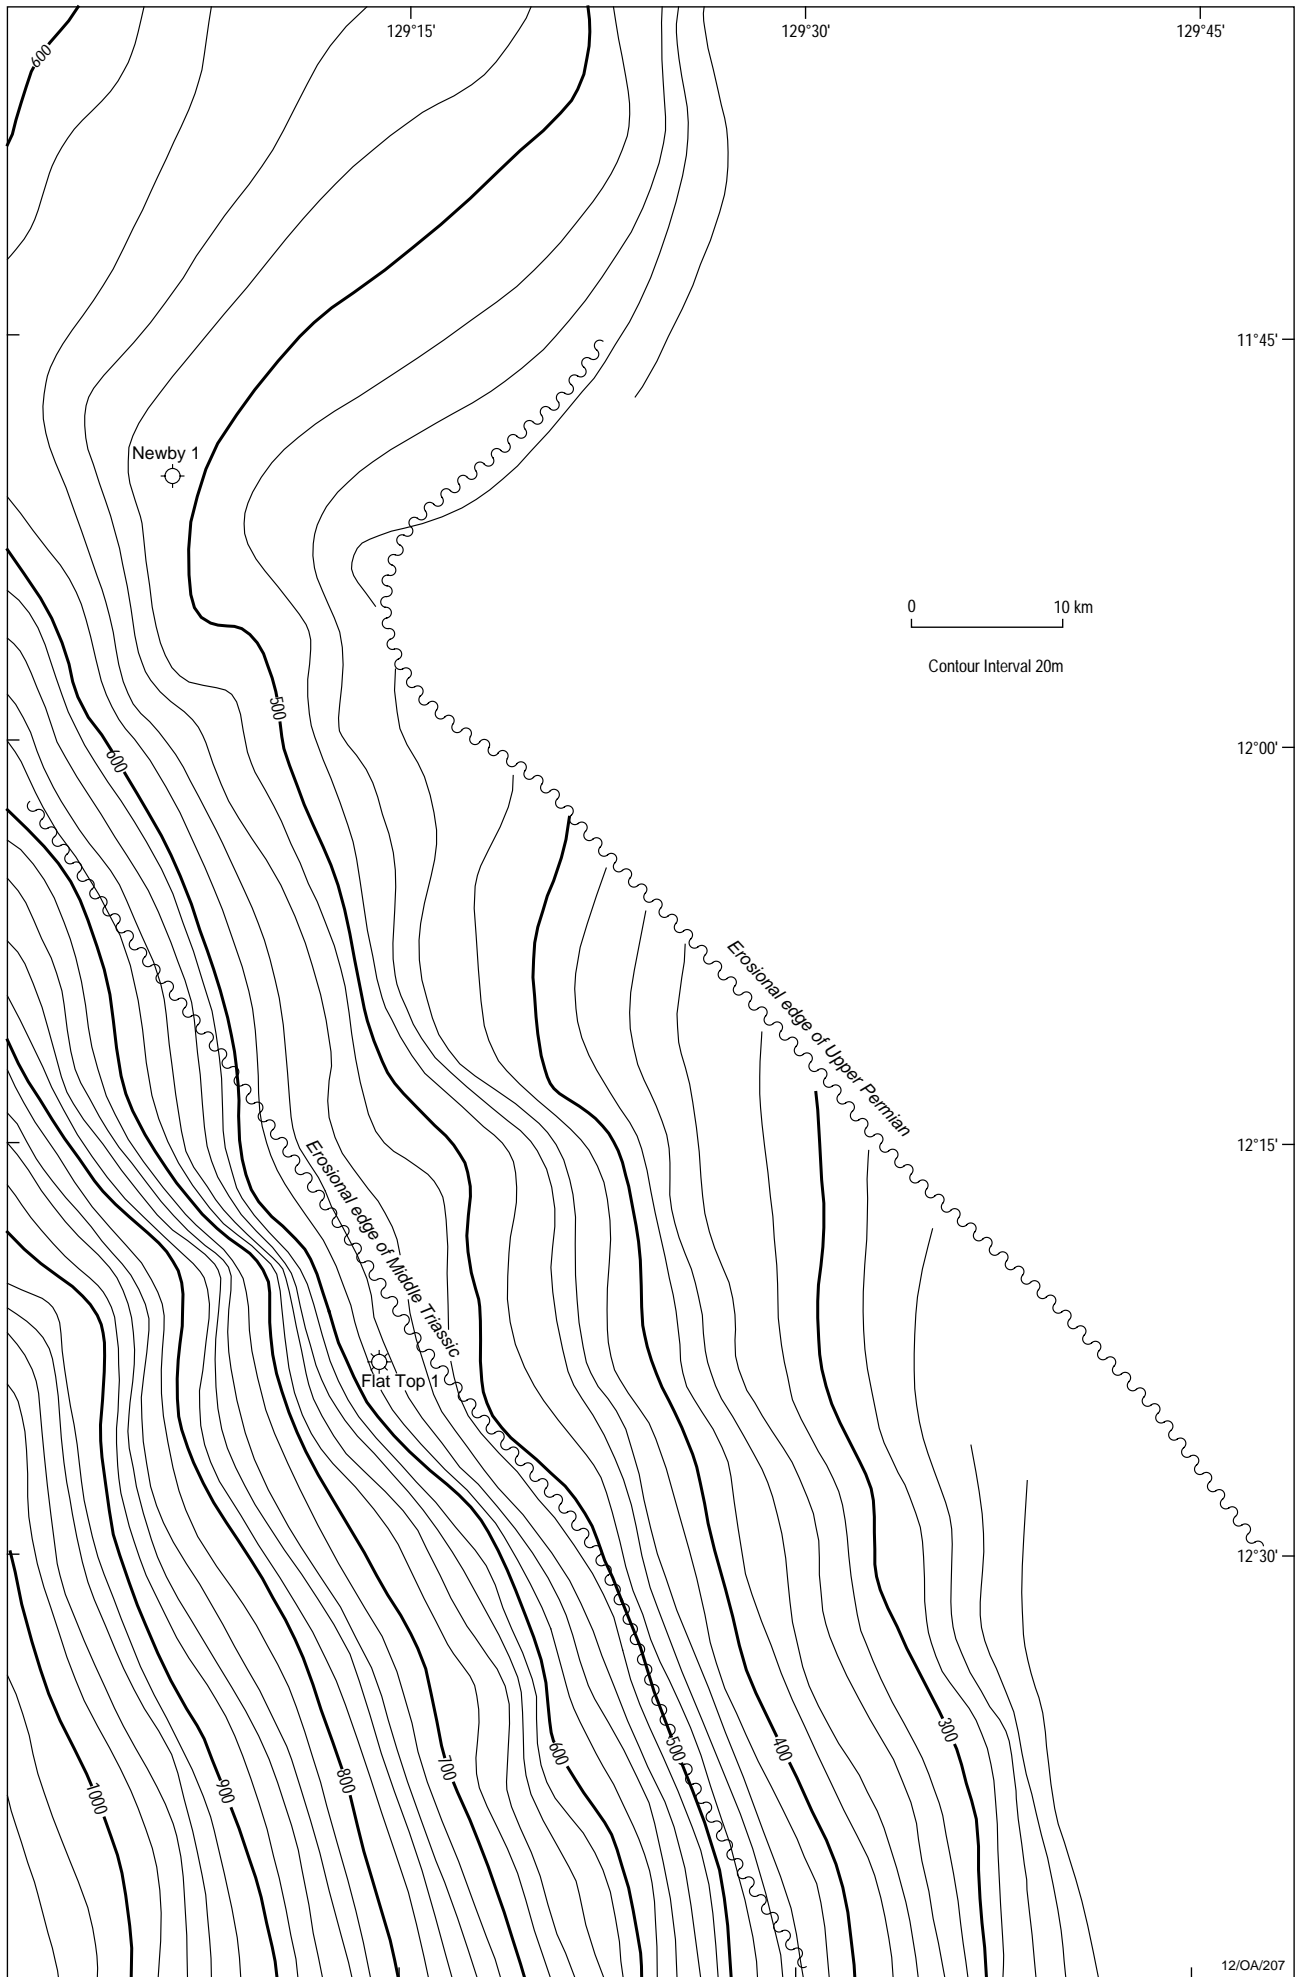 129°15'
129°30'
129°45'
600
11°45'
Newby 1
0 10 km
Contour Interval 20m
500
600
12°00'
Erosional edge of Upper Permian
12°15'
Erosional edge of Middle Triassic
Flat Top 1
12°30'
300
400
500
600
700
800
900
1000
12/OA/207